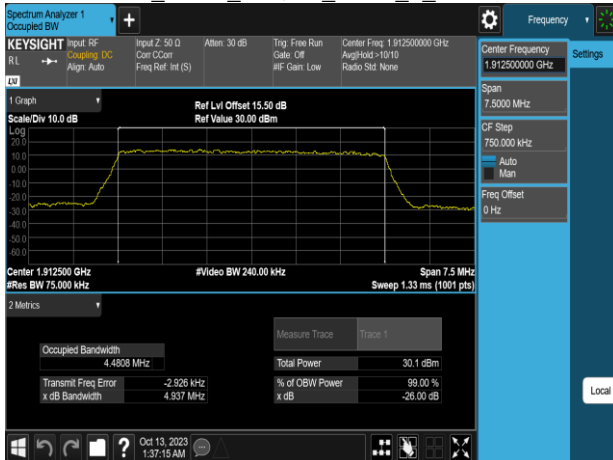 Spectrum Analyzer 1
Occupied BW
Frequency
KEYSIGHT
RL
LXI
Input: RF
Coupling: DC
Align: Auto
Input Z: 50 Ω
Corr CCorr
Freq Ref: Int (S)
Atten: 30 dB
Trig: Free Run
Gate: Off
#IF Gain: Low
Center Freq: 1.912500000 GHz
Avg|Hold:>10/10
Radio Std: None
Center Frequency
1.912500000 GHz
Settings
Span
7.5000 MHz
CF Step
750.000 kHz
Auto
Man
Freq Offset
0 Hz
Local
1 Graph
Scale/Div 10.0 dB
Ref Lvl Offset 15.50 dB
Ref Value 30.00 dBm
Log
20.0
10.0
0.00
-10.0
-20.0
-30.0
-40.0
-50.0
-60.0
Center 1.912500 GHz
#Res BW 75.000 kHz
#Video BW 240.00 kHz
Span 7.5 MHz
Sweep 1.33 ms (1001 pts)
2 Metrics
Measure Trace Trace 1
Occupied Bandwidth
4.4808 MHz
Total Power 30.1 dBm
Transmit Freq Error -2.926 kHz
% of OBW Power 99.00 %
x dB Bandwidth 4.937 MHz
x dB -26.00 dB
Oct 13, 2023
1:37:15 AM